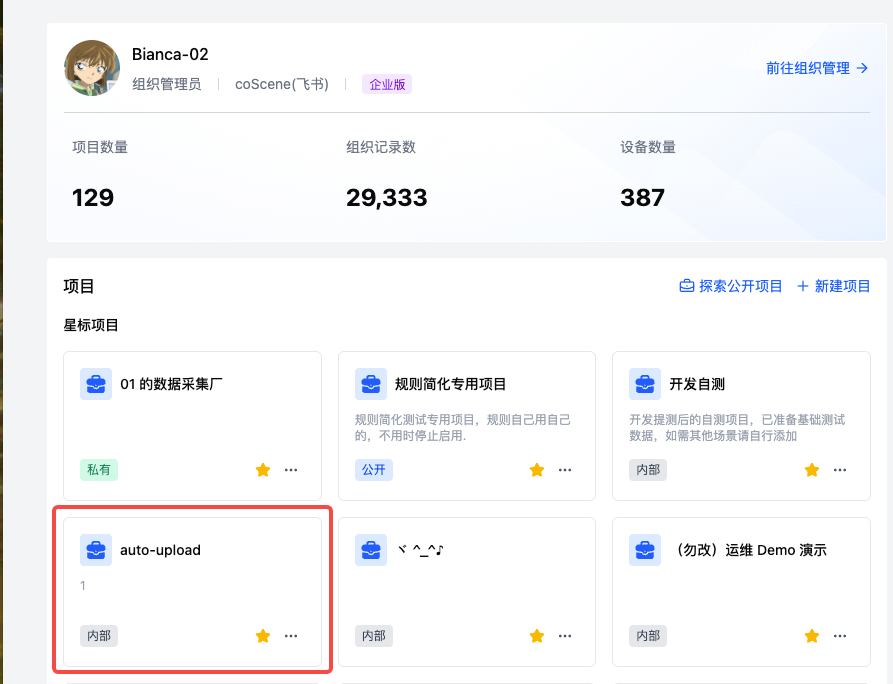 Bianca-02
组织管理员 coScene(飞书) 企业版
前往组织管理 →
项目数量 组织记录数 设备数量
129 29,333 387
项目 探索公开项目 + 新建项目
星标项目
01 的数据采集厂
私有
规则简化专用项目
规则简化测试专用项目，规则自己用自己
的，不用时停止启用.
公开
开发自测
开发提测后的自测项目，已准备基础测试
数据，如需其他场景请自行添加
内部
auto-upload
1
内部
ヾ ^_^♪
内部
（勿改）运维 Demo 演示
内部